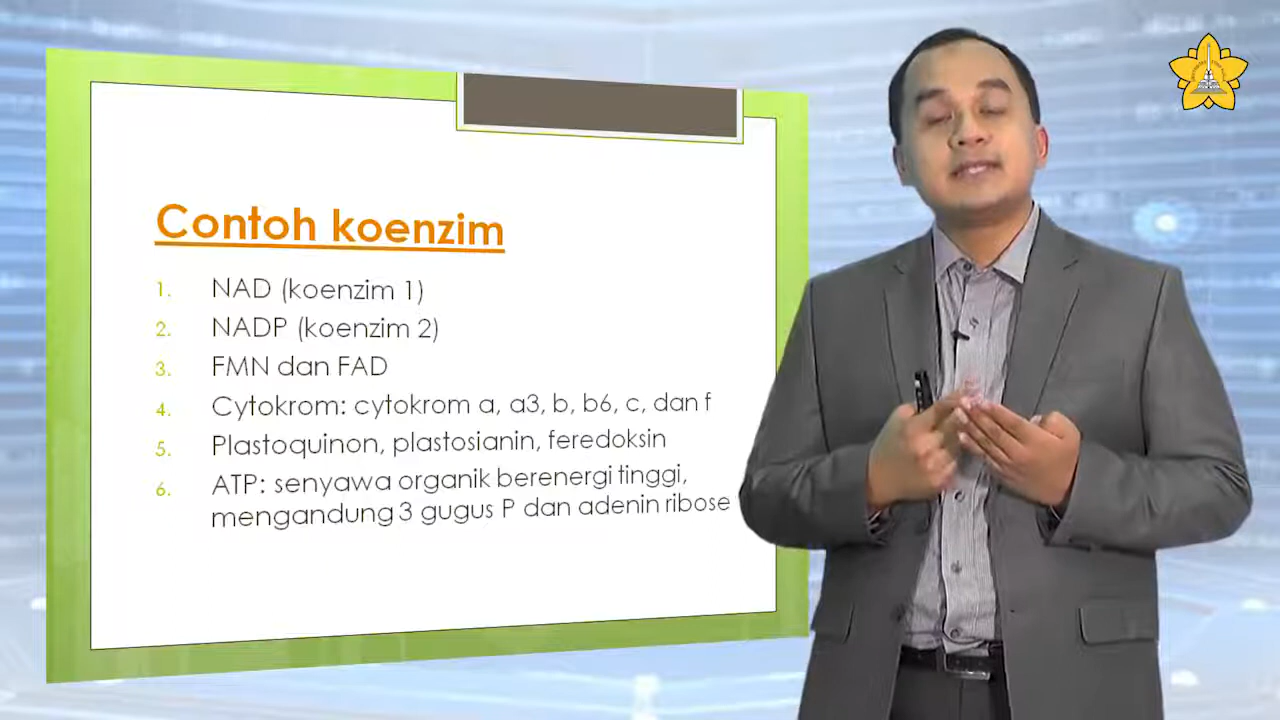 Contoh koenzim
1. NAD (koenzim 1)
2. NADP (koenzim 2)
3. FMN dan FAD
4. Cytokrom: cytokrom a, a3, b, b6, c, dan f
5. Plastoquinon, plastosianin, feredoksin
6. ATP: senyawa organik berenergi tinggi,
mengandung 3 gugus P dan adenin ribose